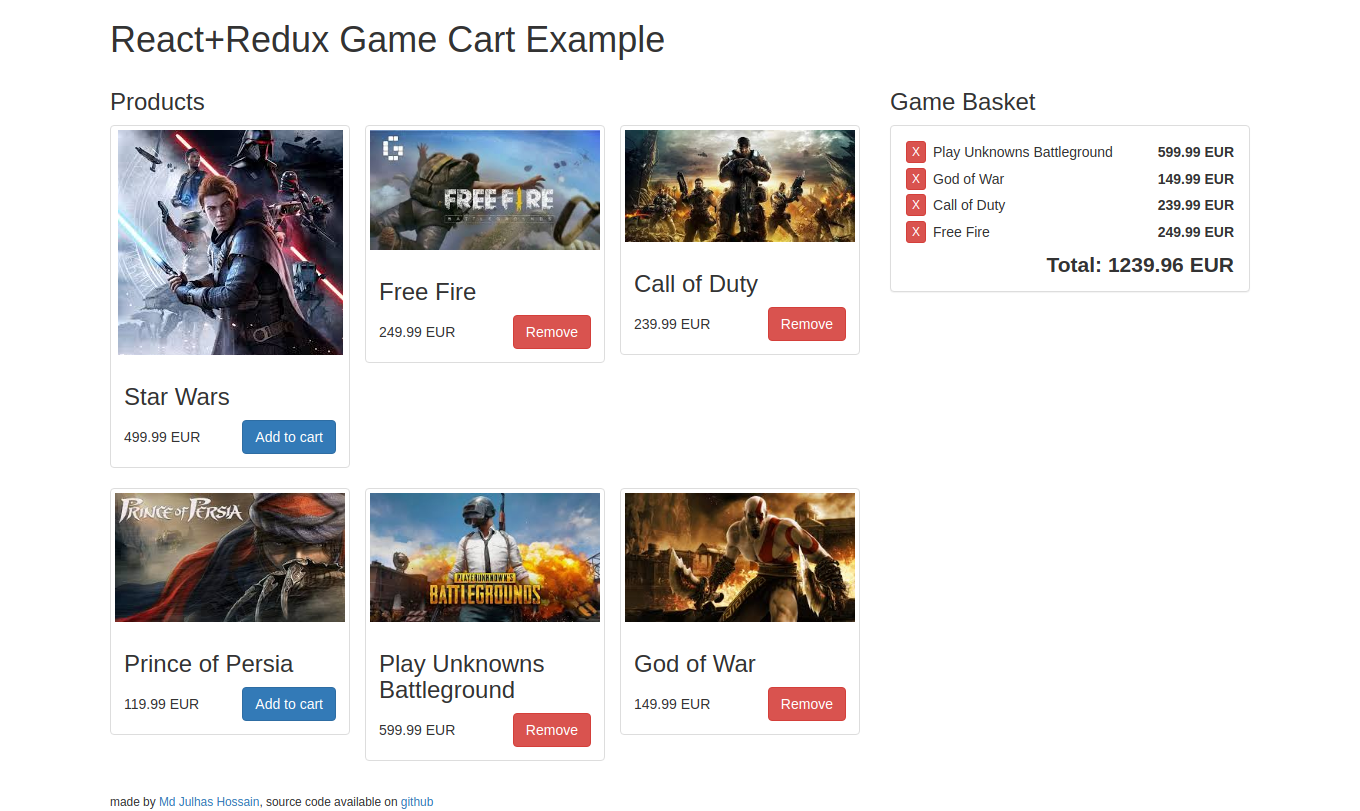 React+Redux Game Cart Example
Products
FREE FIRE
BATTLEGROUNDS
Free Fire
249.99 EUR
Remove
Call of Duty
239.99 EUR
Remove
Star Wars
499.99 EUR
Add to cart
PRINCE OF PERSIA
Prince of Persia
119.99 EUR
Add to cart
PLAYERUNKNOWN'S
BATTLEGROUNDS
Play Unknowns
Battleground
599.99 EUR
Remove
God of War
149.99 EUR
Remove
Game Basket
X Play Unknowns Battleground 599.99 EUR
X God of War 149.99 EUR
X Call of Duty 239.99 EUR
X Free Fire 249.99 EUR
Total: 1239.96 EUR
made by Md Julhas Hossain, source code available on github